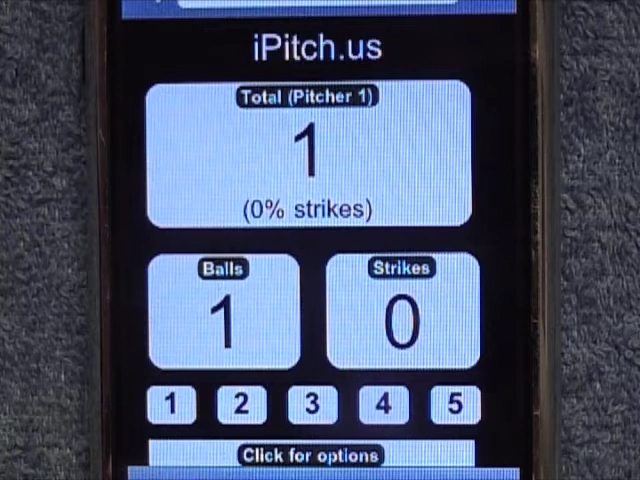 iPitch.us
Total (Pitcher 1)
1
(0% strikes)
Balls Strikes
1 0
1 2 3 4 5
Click for options